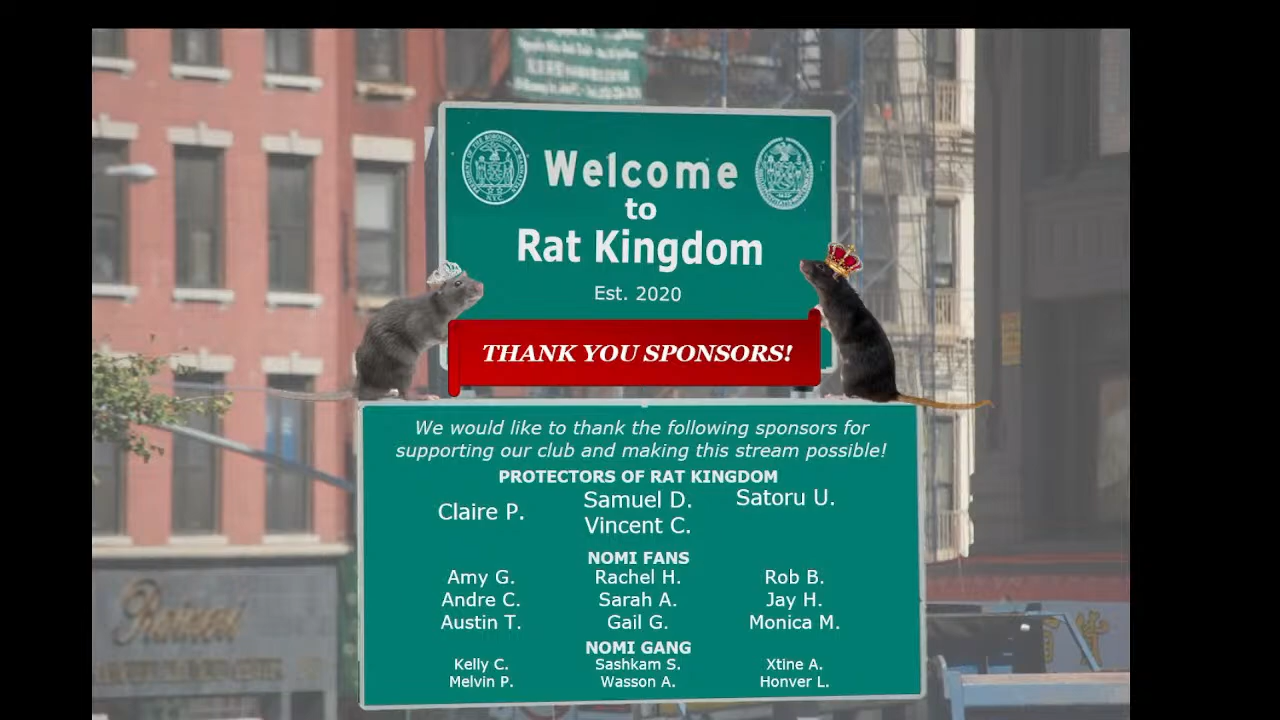 Welcome
to
Rat Kingdom
Est. 2020
THANK YOU SPONSORS!
We would like to thank the following sponsors for
supporting our club and making this stream possible!
PROTECTORS OF RAT KINGDOM
Claire P. Samuel D. Satoru U.
Vincent C.
NOMI FANS
Amy G. Rachel H. Rob B.
Andre C. Sarah A. Jay H.
Austin T. Gail G. Monica M.
NOMI GANG
Kelly C. Sashkam S. Xtine A.
Melvin P. Wasson A. Honver L.